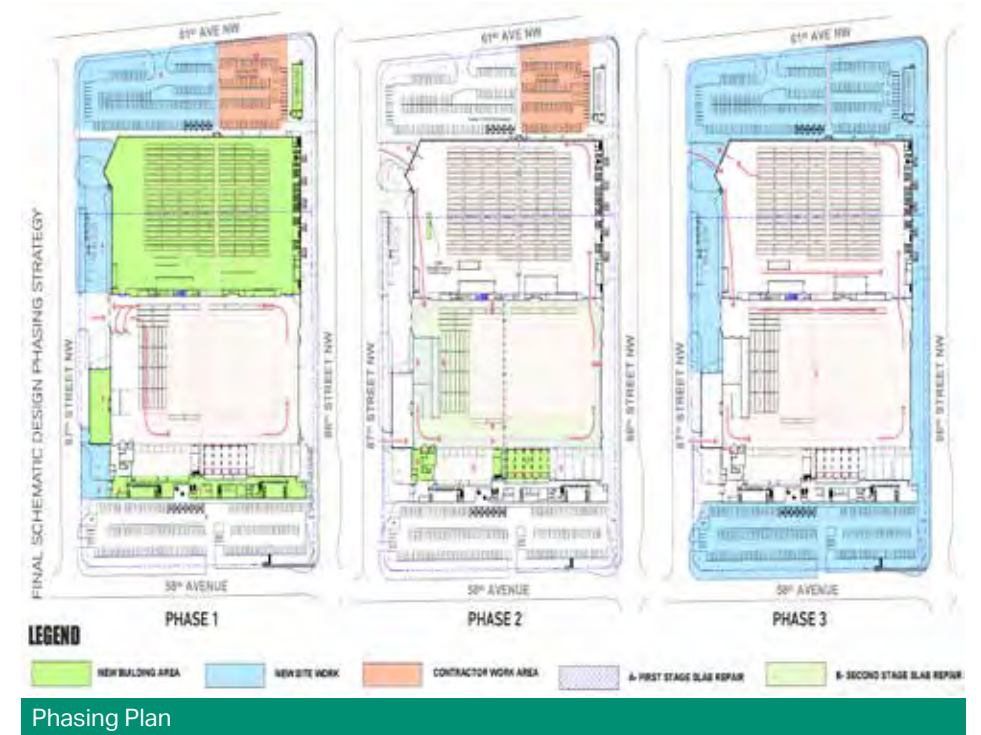 61ST AVE NW
61ST AVE NW
61ST AVE NW
FINAL SCHEMATIC DESIGN PHASING STRATEGY
87TH STREET NW
86TH STREET NW
87TH STREET NW
86TH STREET NW
87TH STREET NW
86TH STREET NW
58TH AVENUE
58TH AVENUE
58TH AVENUE
PHASE 1
PHASE 2
PHASE 3
LEGEND
NEW BUILDING AREA
NEW SITE WORK
CONTRACTOR WORK AREA
A- FIRST STAGE SLAB REPAIR
B- SECOND STAGE SLAB REPAIR
Phasing Plan